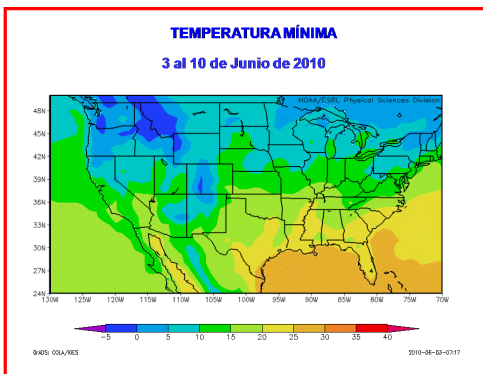 TEMPERATURA MÍNIMA
3 al 10 de Junio de 2010
NOAA/ESRL Physical Sciences Division
48N
45N
42N
39N
36N
33N
30N
27N
24N
130W 125W 120W 115W 110W 105W 100W 95W 90W 85W 80W 75W 70W
-5 0 5 10 15 20 25 30 35 40
GrADS: COLA/IGES 2010-06-03-07:17